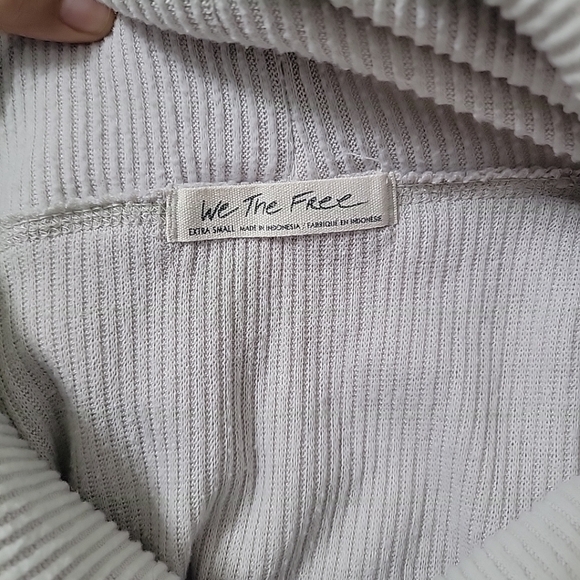 We The Free
EXTRA SMALL MADE IN INDONESIA / FABRIQUÉ EN INDONÉSIE